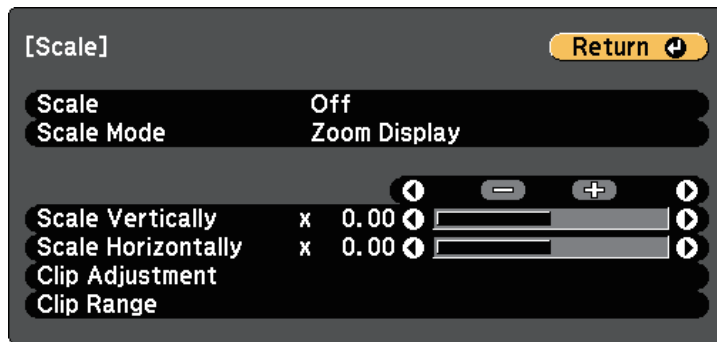 [Scale]
Return
Scale Off
Scale Mode Zoom Display
− +
Scale Vertically x 0.00
Scale Horizontally x 0.00
Clip Adjustment
Clip Range